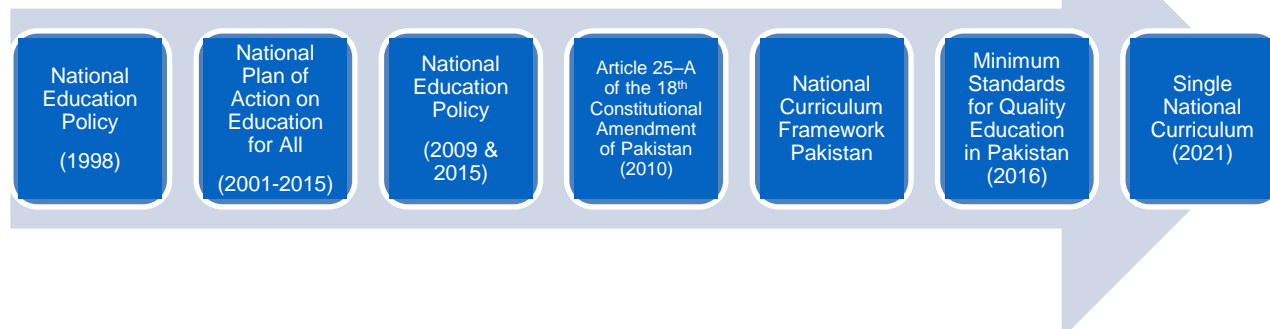 National
Education
Policy
(1998)
National
Plan of
Action on
Education
for All
(2001-2015)
National
Education
Policy
(2009 &
2015)
Article 25–A
of the 18th
Constitutional
Amendment
of Pakistan
(2010)
National
Curriculum
Framework
Pakistan
Minimum
Standards
for Quality
Education
in Pakistan
(2016)
Single
National
Curriculum
(2021)